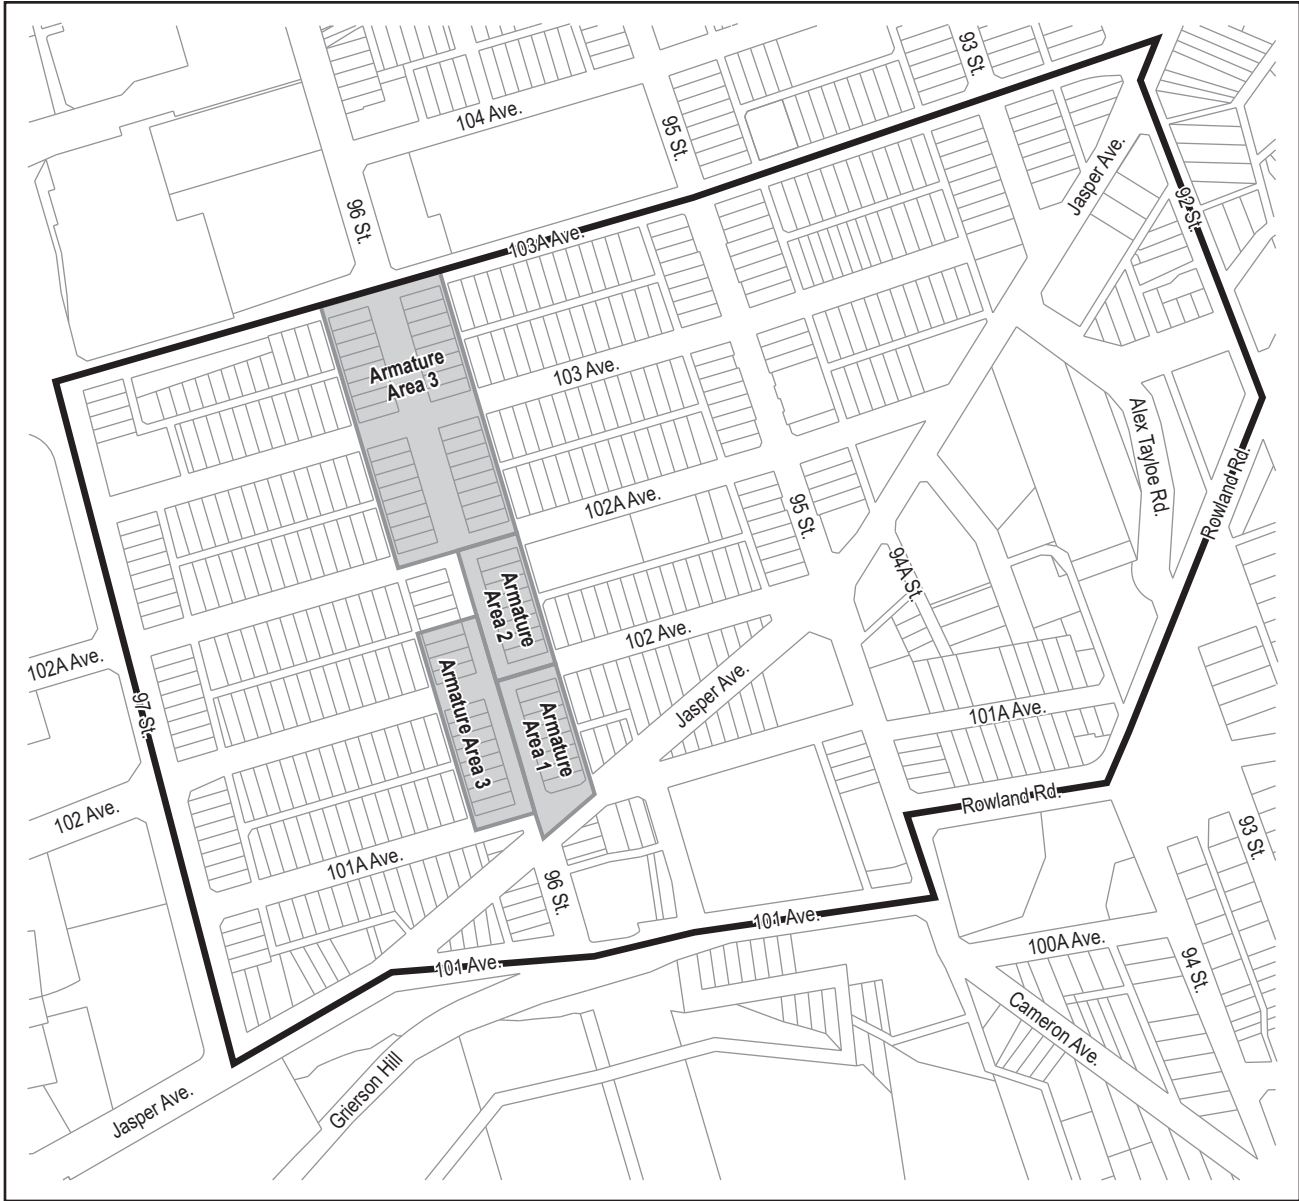 93 St.
104 Ave.
95 St.
Jasper Ave.
96 St.
92 St.
103A Ave.
Armature
Area 3
103 Ave.
Alex Tayloe Rd.
Rowland Rd.
102A Ave.
95 St.
94A St.
Armature
Area 2
102 Ave.
102A Ave.
97 St.
Armature Area 3
Armature
Area 1
Jasper Ave.
101A Ave.
Rowland Rd.
102 Ave.
93 St.
101A Ave.
96 St.
101 Ave.
100A Ave.
101 Ave.
94 St.
Cameron Ave.
Grierson Hill
Jasper Ave.